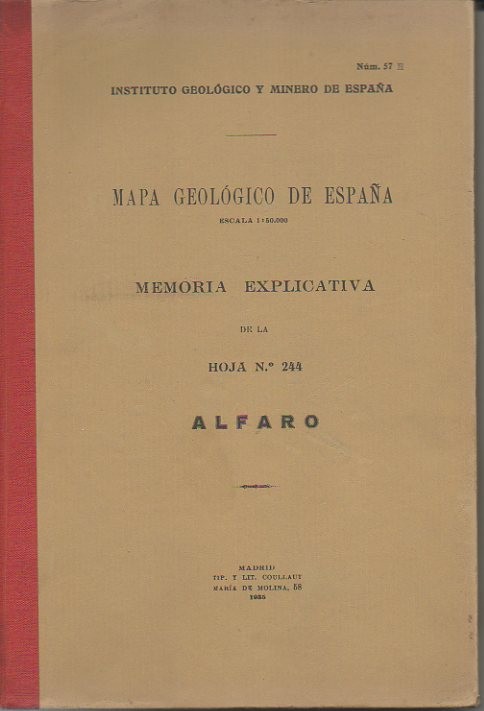 Núm. 57
INSTITUTO GEOLÓGICO Y MINERO DE ESPAÑA
MAPA GEOLÓGICO DE ESPAÑA
ESCALA 1:50.000
MEMORIA EXPLICATIVA
DE LA
HOJA N.º 244
ALFARO
MADRID
TIP. Y LIT. COULLAUT
MARÍA DE MOLINA, 58